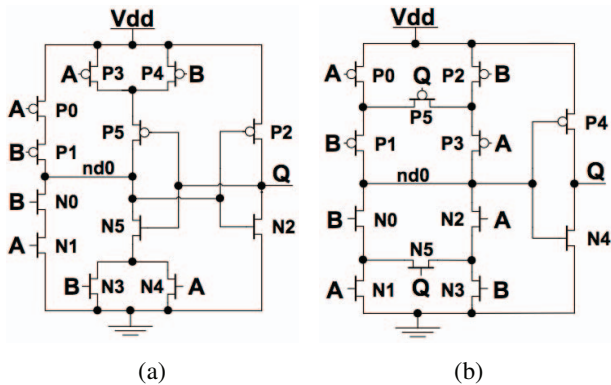 Vdd
A P3 P4 B
A P0
P5 P2
B P1
nd0 Q
B N0 N5 N2
A N1
B N3 N4 A
(a)
Vdd
A P0 Q P2 B
P5 P4
B P1 P3 A
nd0 Q
B N0 N2 A
N5 N4
A N1 Q N3 B
(b)